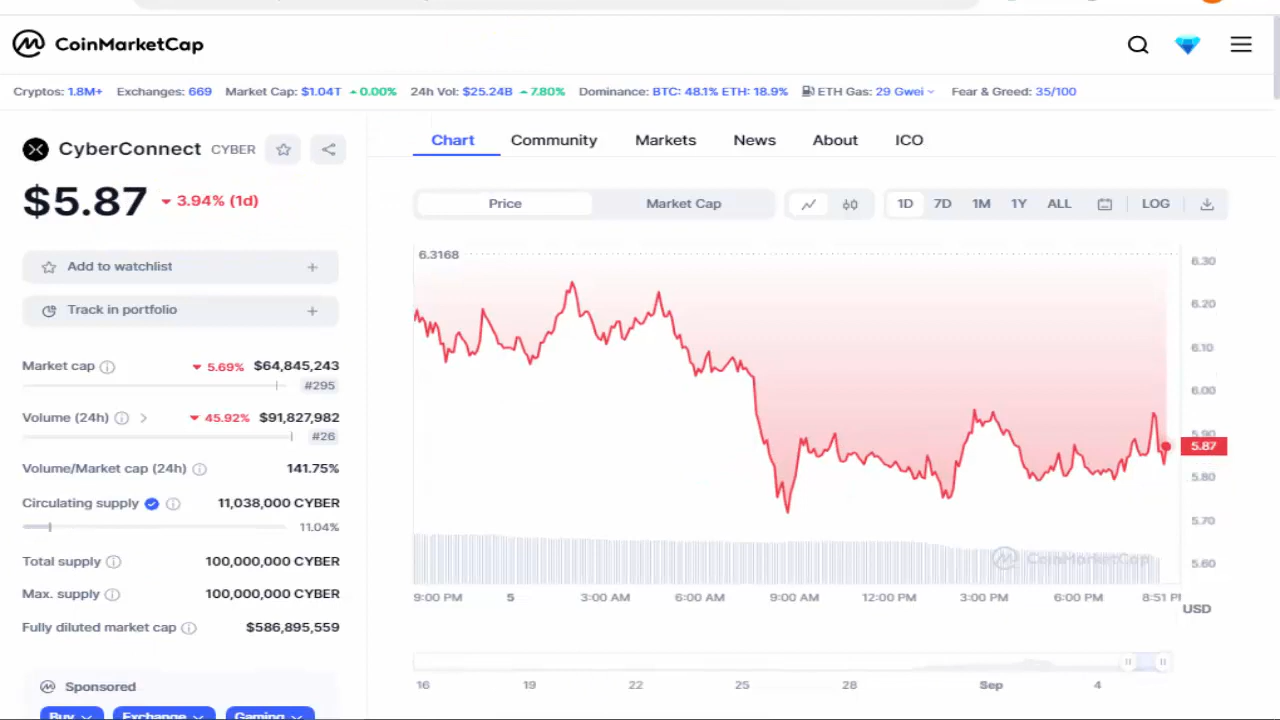 CoinMarketCap
Cryptos: 1.8M+ Exchanges: 669 Market Cap: $1.04T 0.00% 24h Vol: $25.24B 7.80% Dominance: BTC: 48.1% ETH: 18.9% ETH Gas: 29 Gwei Fear & Greed: 35/100
CyberConnect CYBER
$5.87 3.94% (1d)
Add to watchlist +
Track in portfolio +
Market cap 5.69% $64,845,243
#295
Volume (24h) 45.92% $91,827,982
#26
Volume/Market cap (24h) 141.75%
Circulating supply 11,038,000 CYBER
11.04%
Total supply 100,000,000 CYBER
Max. supply 100,000,000 CYBER
Fully diluted market cap $586,895,559
Sponsored
Buy Exchange Gaming
Chart Community Markets News About ICO
Price Market Cap 1D 7D 1M 1Y ALL LOG
6.3168
6.30
6.20
6.10
6.00
5.90
5.87
5.80
5.70
5.60
CoinMarketCap
9:00 PM 5 3:00 AM 6:00 AM 9:00 AM 12:00 PM 3:00 PM 6:00 PM 8:51 PM
USD
16 19 22 25 28 Sep 4